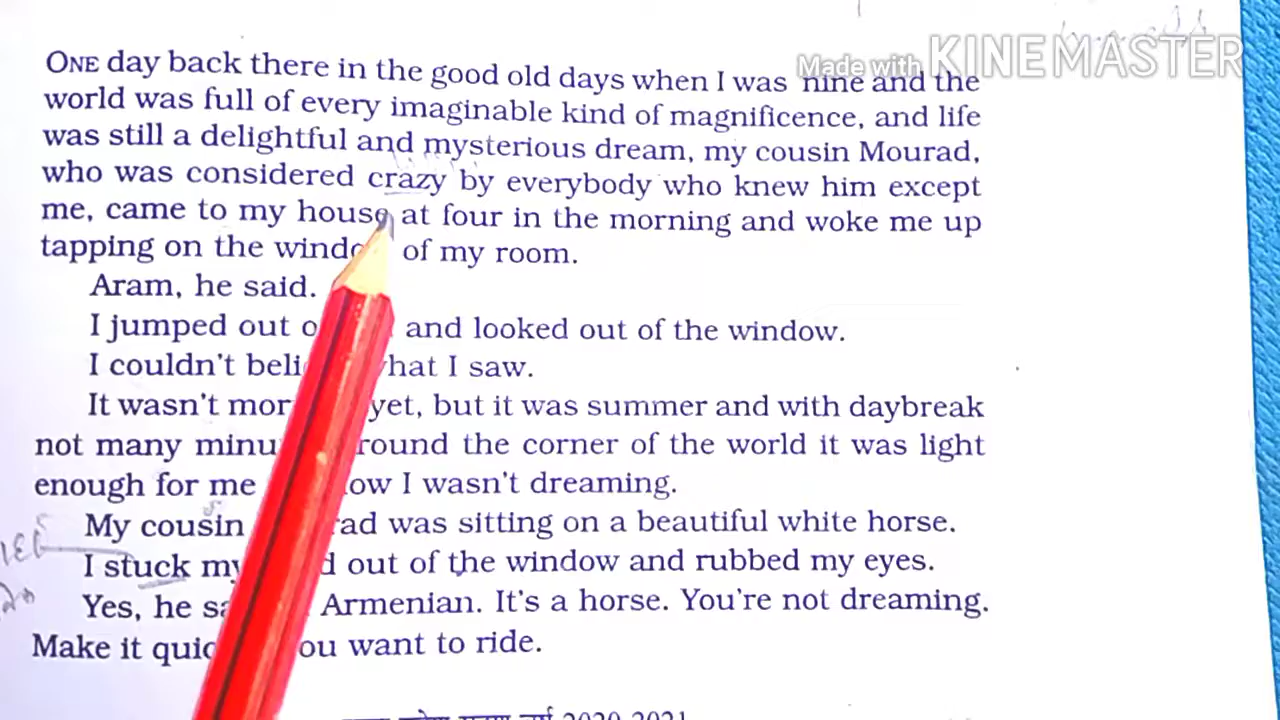 Made with KINEMASTER
ONE day back there in the good old days when I was nine and the
world was full of every imaginable kind of magnificence, and life
was still a delightful and mysterious dream, my cousin Mourad,
who was considered crazy by everybody who knew him except
me, came to my house at four in the morning and woke me up
tapping on the windo of my room.
Aram, he said.
I jumped out o and looked out of the window.
I couldn't beli hat I saw.
It wasn't mor yet, but it was summer and with daybreak
not many minu round the corner of the world it was light
enough for me ow I wasn't dreaming.
My cousin rad was sitting on a beautiful white horse.
I stuck my d out of the window and rubbed my eyes.
Yes, he sa Armenian. It's a horse. You're not dreaming.
Make it quic ou want to ride.
2020-2021